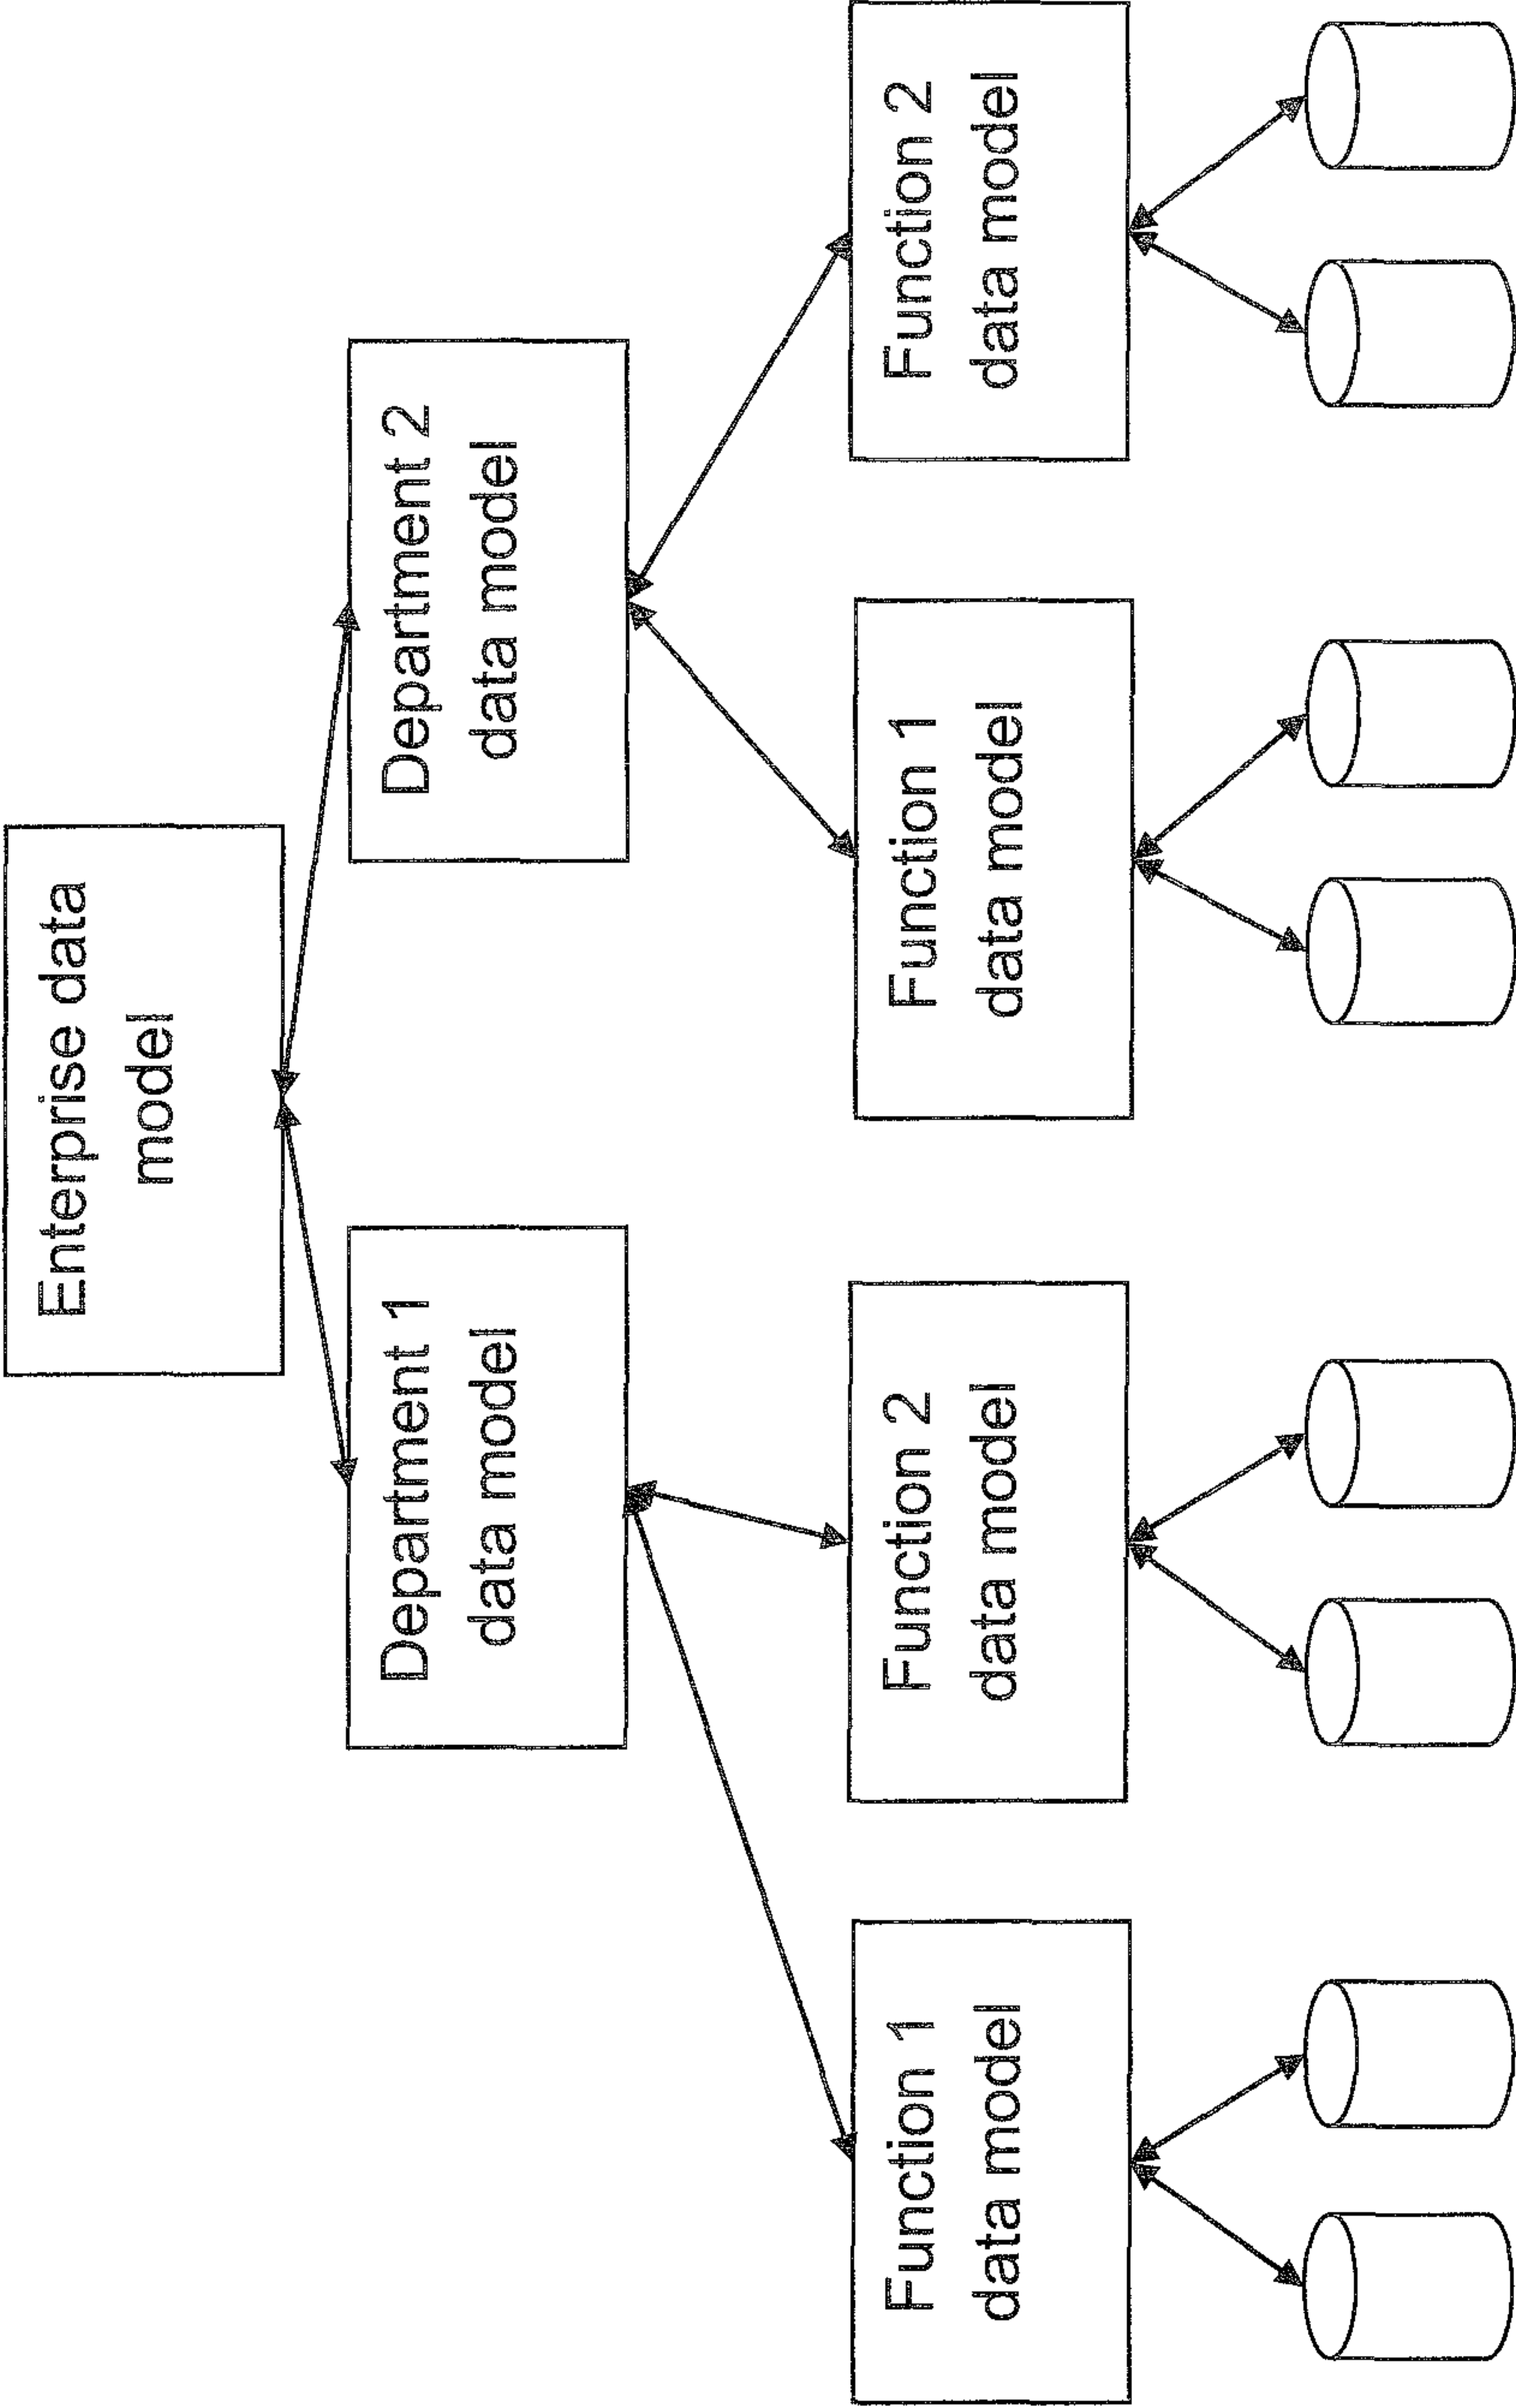 Enterprise data
model
Department 1
data model
Department 2
data model
Function 1
data model
Function 2
data model
Function 1
data model
Function 2
data model